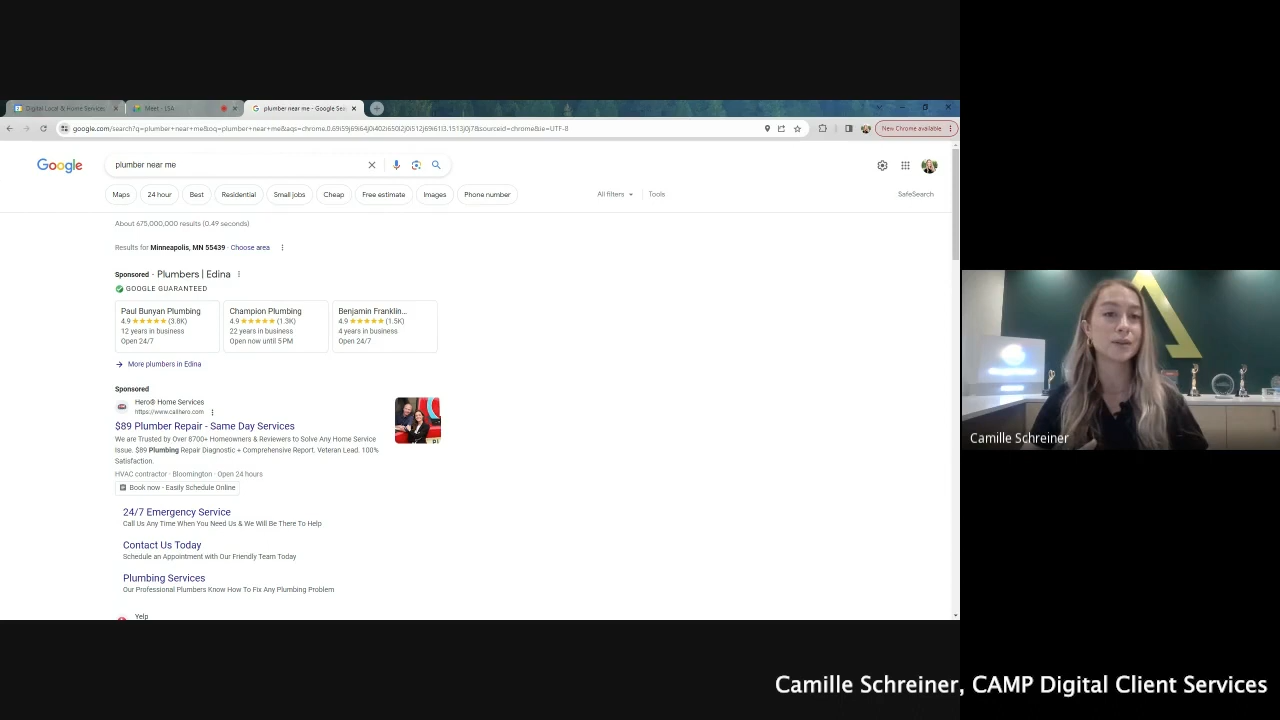 Digital Local & Home Services
Meet - LSA
plumber near me - Google Sea
google.com/search?q=plumber+near+me&oq=plumber+near+me&aqs=chrome.0.69i59j69i64j0i402i650l2j0i512j69i61l3.1513j0j7&sourceid=chrome&ie=UTF-8
New Chrome available
Google
plumber near me
Maps
24 hour
Best
Residential
Small jobs
Cheap
Free estimate
Images
Phone number
All filters
Tools
SafeSearch
About 675,000,000 results (0.49 seconds)
Results for Minneapolis, MN 55439 · Choose area
Sponsored · Plumbers | Edina
GOOGLE GUARANTEED
Paul Bunyan Plumbing
4.9 ★★★★★ (3.8K)
12 years in business
Open 24/7
Champion Plumbing
4.9 ★★★★★ (1.3K)
22 years in business
Open now until 5 PM
Benjamin Franklin...
4.9 ★★★★★ (1.5K)
4 years in business
Open 24/7
More plumbers in Edina
Sponsored
Hero® Home Services
https://www.callhero.com
$89 Plumber Repair - Same Day Services
We are Trusted by Over 8700+ Homeowners & Reviewers to Solve Any Home Service
Issue. $89 Plumbing Repair Diagnostic + Comprehensive Report. Veteran Lead. 100%
Satisfaction.
HVAC contractor · Bloomington · Open 24 hours
Book now - Easily Schedule Online
24/7 Emergency Service
Call Us Any Time When You Need Us & We Will Be There To Help
Contact Us Today
Schedule an Appointment with Our Friendly Team Today
Plumbing Services
Our Professional Plumbers Know How To Fix Any Plumbing Problem
Yelp
Camille Schreiner
Camille Schreiner, CAMP Digital Client Services